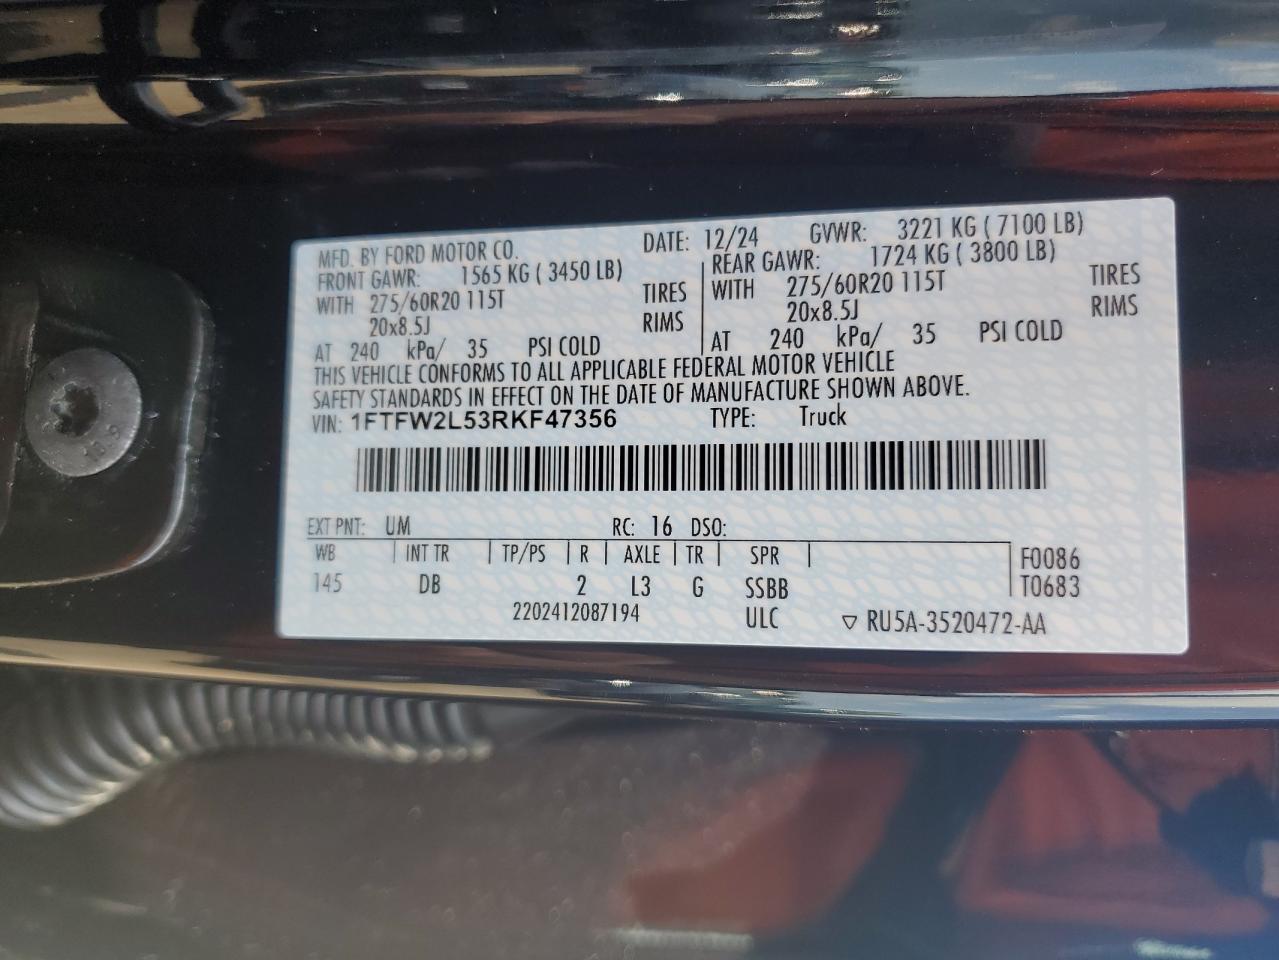 MFD. BY FORD MOTOR CO. DATE: 12/24 GVWR: 3221 KG ( 7100 LB)
FRONT GAWR: 1565 KG ( 3450 LB) REAR GAWR: 1724 KG ( 3800 LB)
WITH 275/60R20 115T TIRES WITH 275/60R20 115T TIRES
20x8.5J RIMS 20x8.5J RIMS
AT 240 kPa/ 35 PSI COLD AT 240 kPa/ 35 PSI COLD
THIS VEHICLE CONFORMS TO ALL APPLICABLE FEDERAL MOTOR VEHICLE
SAFETY STANDARDS IN EFFECT ON THE DATE OF MANUFACTURE SHOWN ABOVE.
VIN: 1FTFW2L53RKF47356 TYPE: Truck
EXT PNT: UM RC: 16 DSO:
WB INT TR TP/PS R AXLE TR SPR F0086
145 DB 2 L3 G SSBB T0683
2202412087194 ULC ▽ RU5A-3520472-AA
10.9